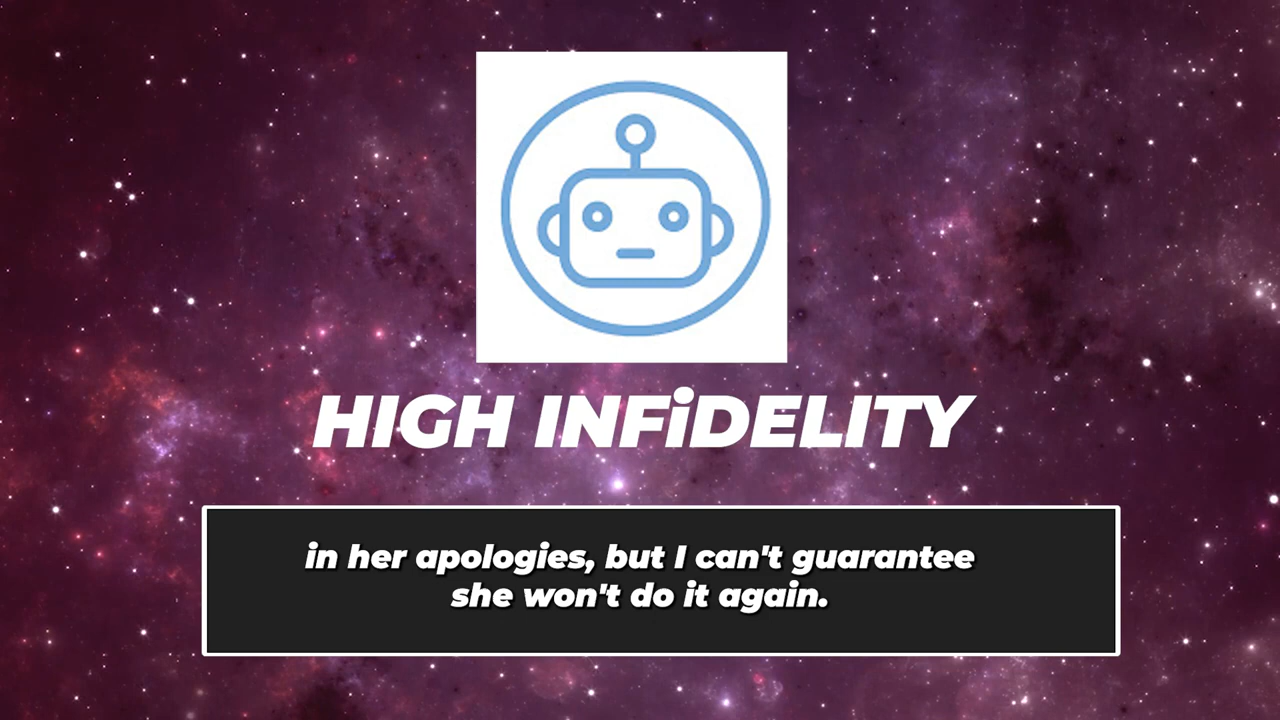 HIGH INFiDELITY
in her apologies, but I can't guarantee
she won't do it again.